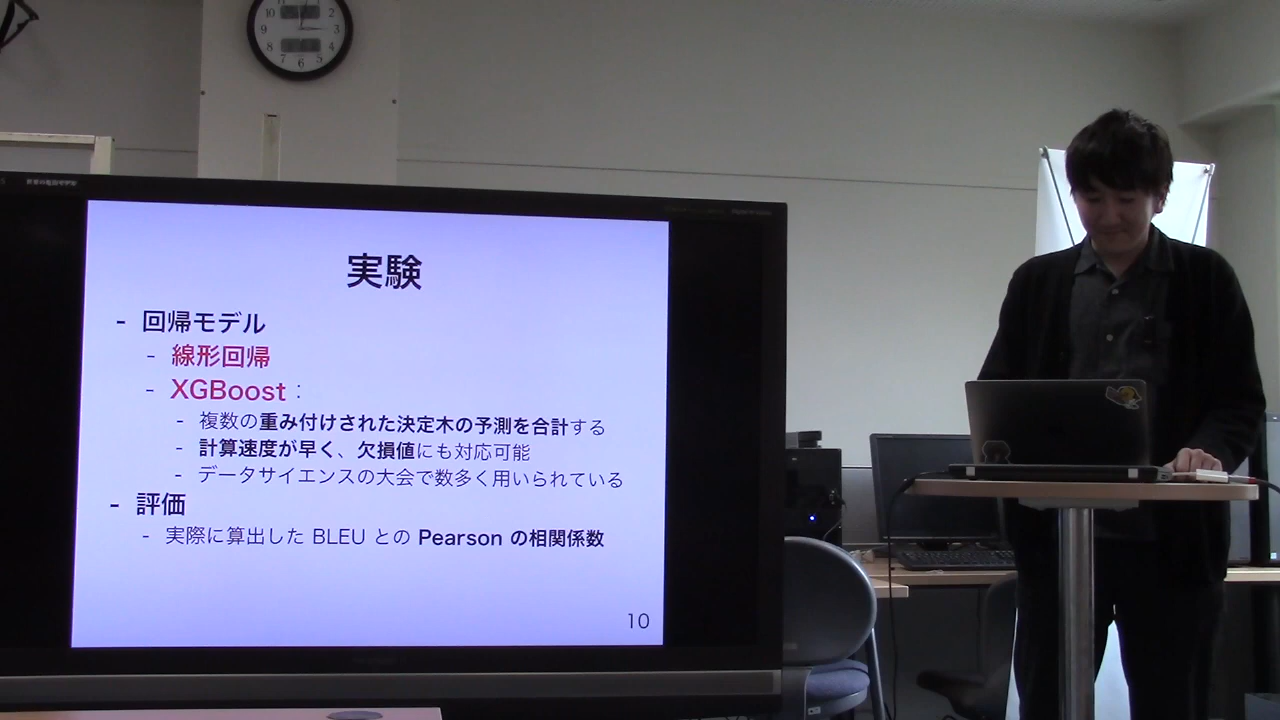 実験
- 回帰モデル
- 線形回帰
- XGBoost：
- 複数の重み付けされた決定木の予測を合計する
- 計算速度が早く、欠損値にも対応可能
- データサイエンスの大会で数多く用いられている
- 評価
- 実際に算出した BLEU との Pearson の相関係数
10